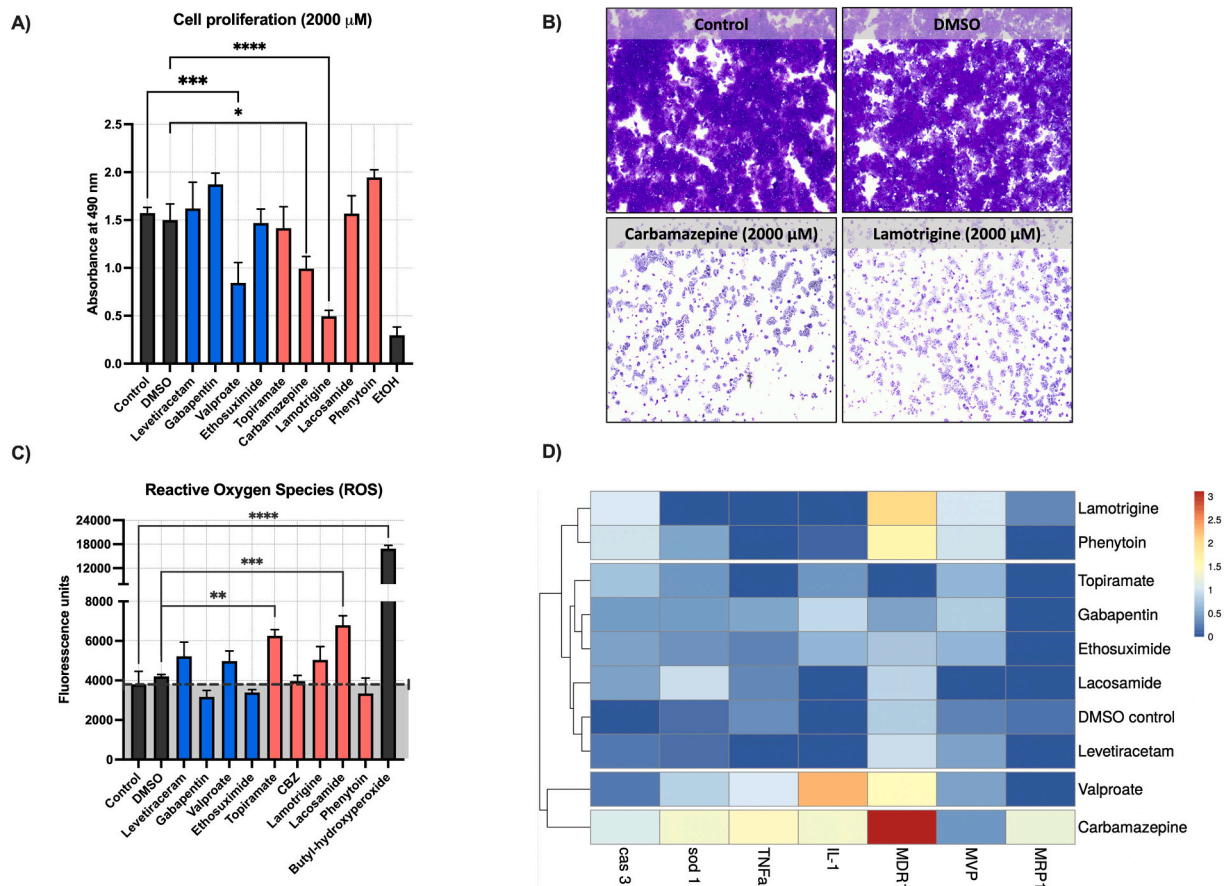 A)
Cell proliferation (2000 μM)
****
***
*
Absorbance at 490 nm
2.5
2.0
1.5
1.0
0.5
0.0
Control
DMSO
Levetiracetam
Gabapentin
Valproate
Ethosuximide
Topiramate
Carbamazepine
Lamotrigine
Lacosamide
Phenytoin
EtOH
B)
Control
DMSO
Carbamazepine (2000 μM)
Lamotrigine (2000 μM)
C)
Reactive Oxygen Species (ROS)
****
***
**
Fluorescence units
24000
18000
12000
8000
6000
4000
2000
0
Control
DMSO
Levetiraceram
Gabapentin
Valproate
Ethosuximide
Topiramate
CBZ
Lamotrigine
Lacosamide
Phenytoin
Butyl-hydroxyperoxide
D)
Lamotrigine
Phenytoin
Topiramate
Gabapentin
Ethosuximide
Lacosamide
DMSO control
Levetiracetam
Valproate
Carbamazepine
cas 3
sod 1
TNFa
IL-1
MDR1
MVP
MRP1
3
2.5
2
1.5
1
0.5
0